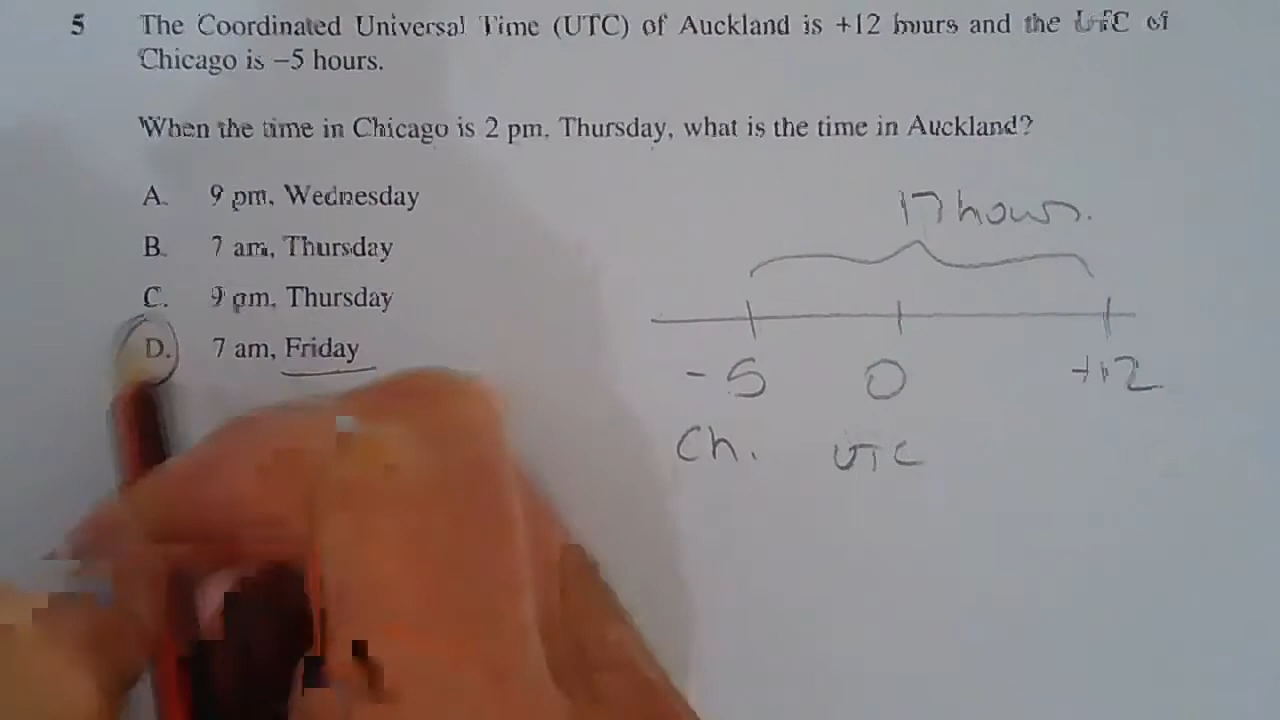 5 The Coordinated Universal Time (UTC) of Auckland is +12 hours and the UTC of
Chicago is −5 hours.
When the time in Chicago is 2 pm, Thursday, what is the time in Auckland?
A. 9 pm, Wednesday
B. 7 am, Thursday
C. 9 pm, Thursday
D. 7 am, Friday
17 hours.
-5 0 +12
Ch. UTC